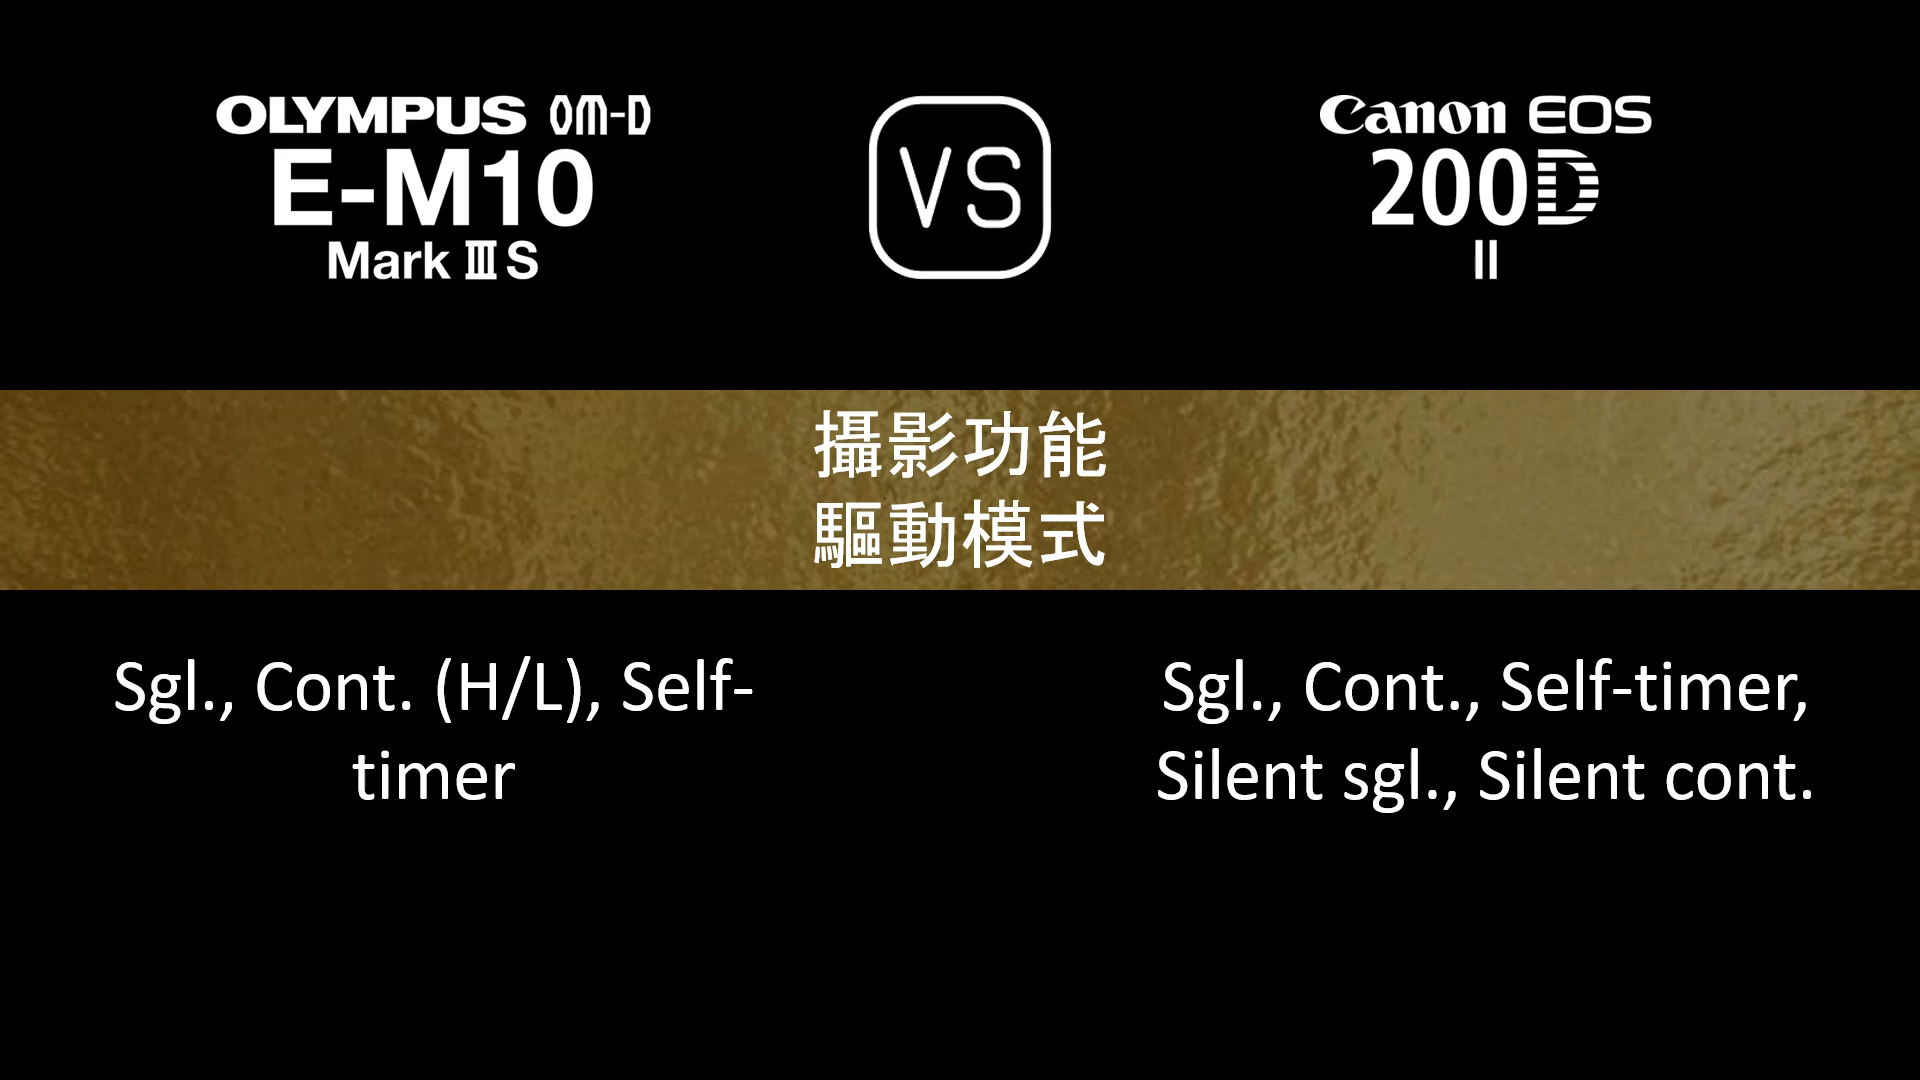 OLYMPUS OM-D
E-M10
Mark III S
VS
Canon EOS
200D
II
攝影功能
驅動模式
Sgl., Cont. (H/L), Self-
timer
Sgl., Cont., Self-timer,
Silent sgl., Silent cont.